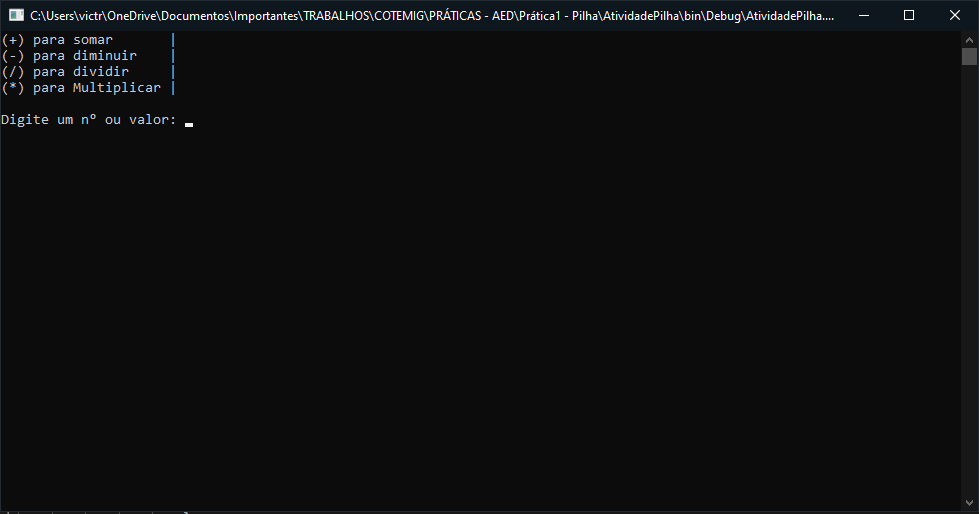 C:\Users\victr\OneDrive\Documentos\Importantes\TRABALHOS\COTEMIG\PRÁTICAS - AED\Prática1 - Pilha\AtividadePilha\bin\Debug\AtividadePilha....
(+) para somar |
(-) para diminuir |
(/) para dividir |
(*) para Multiplicar |
Digite um nº ou valor: